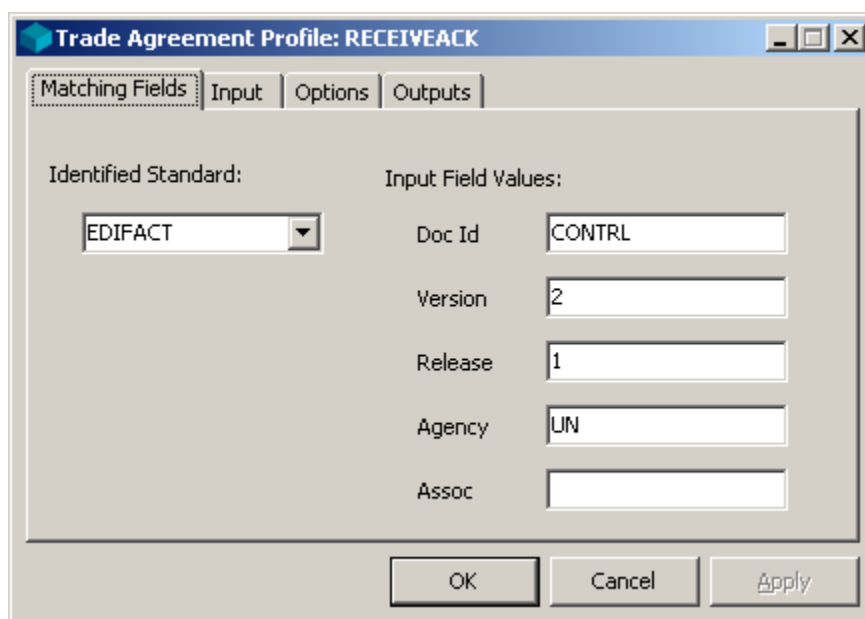 Trade Agreement Profile: RECEIVEACK
Matching Fields Input Options Outputs
Identified Standard: Input Field Values:
EDIFACT Doc Id CONTRL
Version 2
Release 1
Agency UN
Assoc
OK Cancel Apply